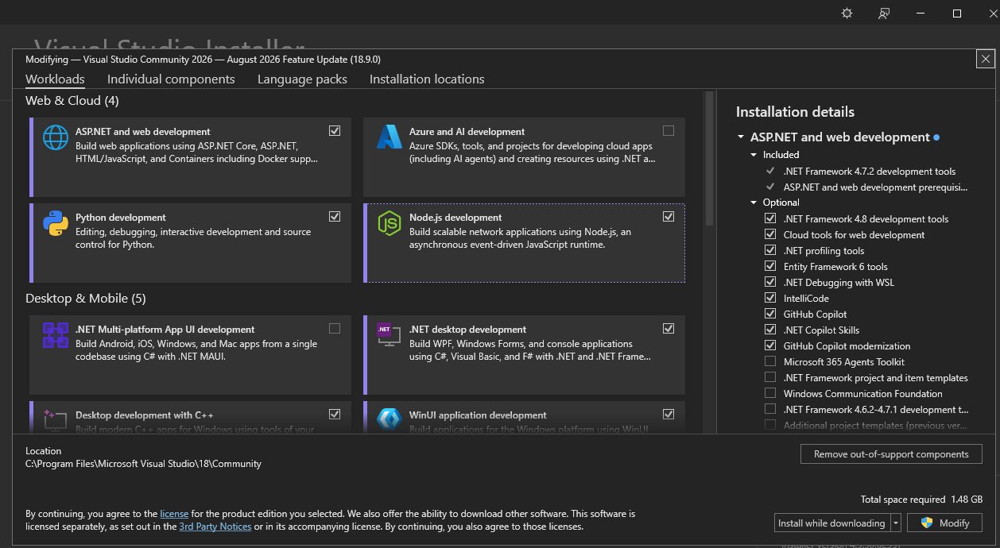 Visual Studio Installer
Modifying — Visual Studio Community 2026 — August 2026 Feature Update (18.9.0)
Workloads
Individual components
Language packs
Installation locations
Web & Cloud (4)
ASP.NET and web development
Build web applications using ASP.NET Core, ASP.NET,
HTML/JavaScript, and Containers including Docker supp...
Azure and AI development
Azure SDKs, tools, and projects for developing cloud apps
(including AI agents) and creating resources using .NET a...
Python development
Editing, debugging, interactive development and source
control for Python.
JS
Node.js development
Build scalable network applications using Node.js, an
asynchronous event-driven JavaScript runtime.
Desktop & Mobile (5)
.NET Multi-platform App UI development
Build Android, iOS, Windows, and Mac apps from a single
codebase using C# with .NET MAUI.
.NET
.NET desktop development
Build WPF, Windows Forms, and console applications
using C#, Visual Basic, and F# with .NET and .NET Frame...
Desktop development with C++
Build modern C++ apps for Windows using tools of your
WinUI application development
Build applications for the Windows platform using WinUI
Installation details
ASP.NET and web development
Included
.NET Framework 4.7.2 development tools
ASP.NET and web development prerequisi...
Optional
.NET Framework 4.8 development tools
Cloud tools for web development
.NET profiling tools
Entity Framework 6 tools
.NET Debugging with WSL
IntelliCode
GitHub Copilot
.NET Copilot Skills
GitHub Copilot modernization
Microsoft 365 Agents Toolkit
.NET Framework project and item templates
Windows Communication Foundation
.NET Framework 4.6.2-4.7.1 development t...
Additional project templates (previous ver...
Location
C:\Program Files\Microsoft Visual Studio\18\Community
Remove out-of-support components
Total space required 1.48 GB
By continuing, you agree to the license for the product edition you selected. We also offer the ability to download other software. This software is
licensed separately, as set out in the 3rd Party Notices or in its accompanying license. By continuing, you also agree to those licenses.
Install while downloading
Modify